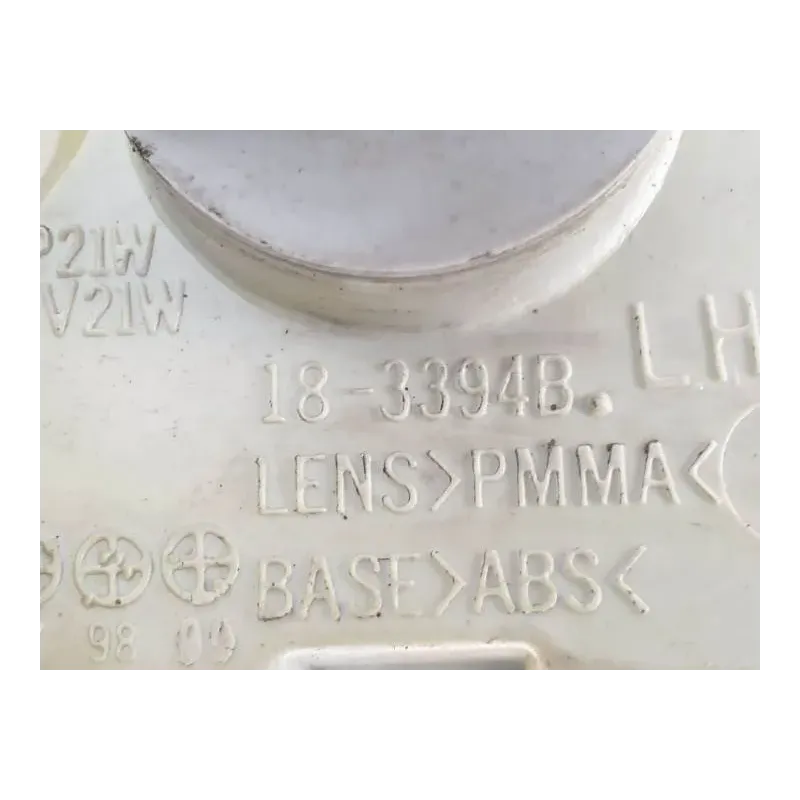 P21W
V21W
18-3394B. LH
LENS>PMMA<
BASE>ABS<
98